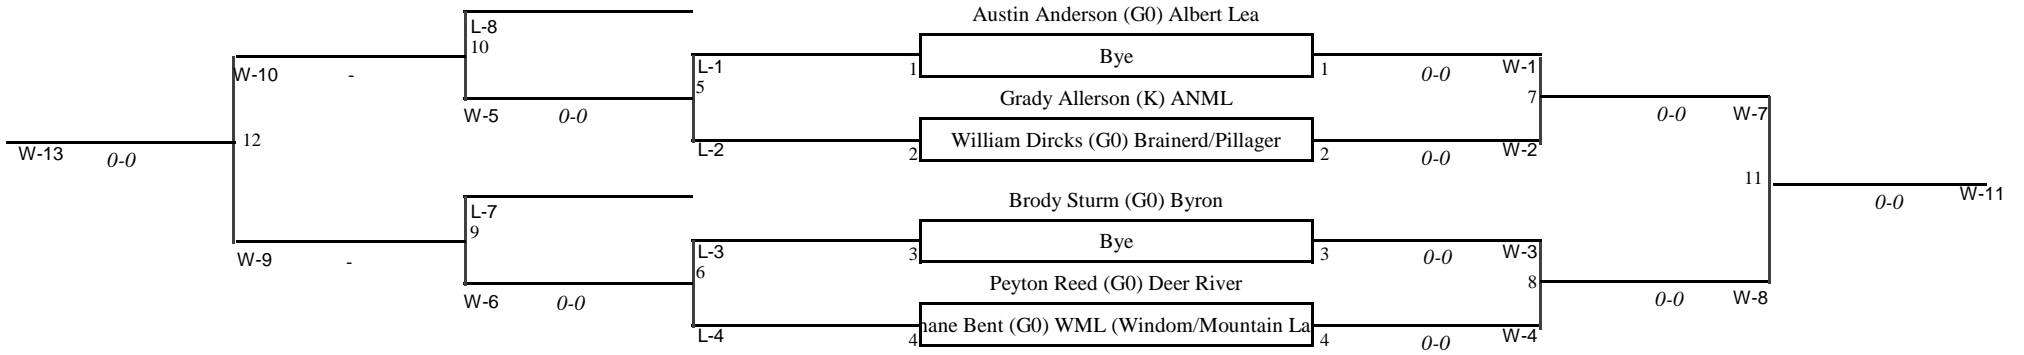 Austin Anderson (G0) Albert Lea
L-8
10
W-10
-
L-1
5
1
Bye
1
0-0
W-1
7
Grady Allerson (K) ANML
W-5
0-0
0-0
W-7
W-13
0-0
12
L-2
2
William Dircks (G0) Brainerd/Pillager
2
0-0
W-2
11
Brody Sturm (G0) Byron
W-11
0-0
L-7
9
W-9
-
L-3
6
3
Bye
3
0-0
W-3
8
Peyton Reed (G0) Deer River
W-6
0-0
0-0
W-8
L-4
4
ane Bent (G0) WML (Windom/Mountain La
4
0-0
W-4